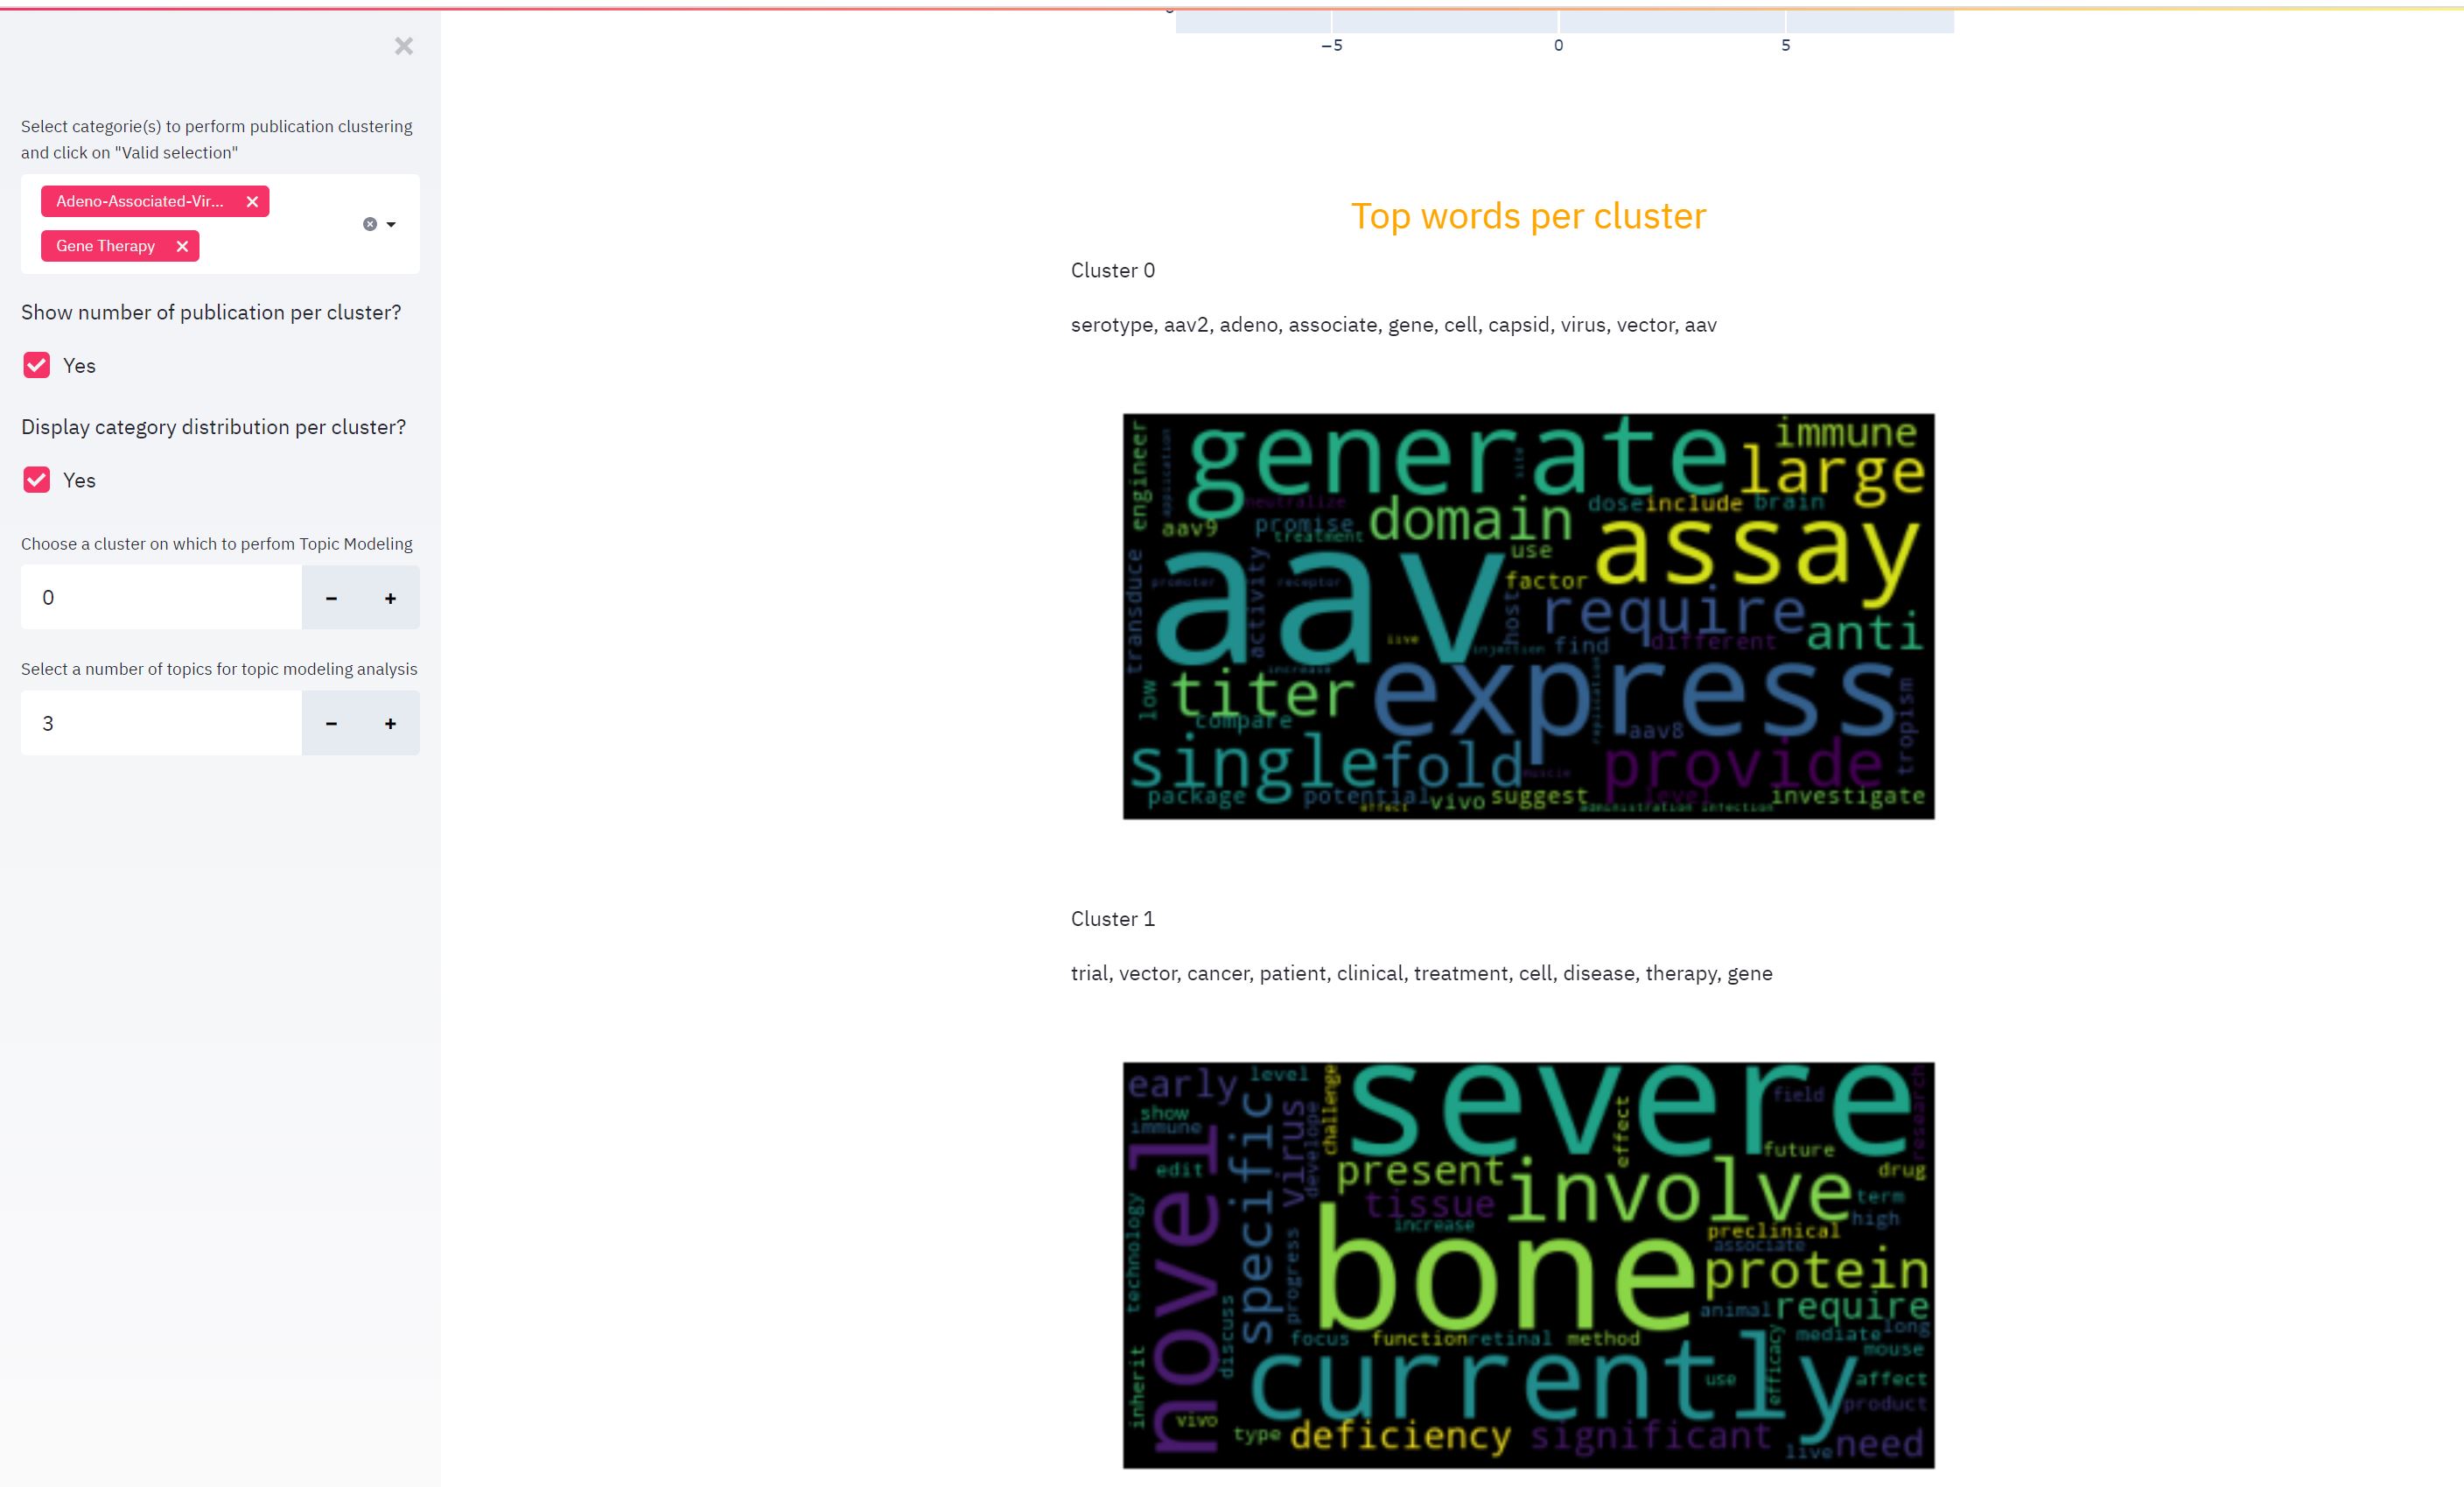 Select categorie(s) to perform publication clustering
and click on "Valid selection"
Adeno-Associated-Vir...
Gene Therapy
Show number of publication per cluster?
Yes
Display category distribution per cluster?
Yes
Choose a cluster on which to perfom Topic Modeling
0
Select a number of topics for topic modeling analysis
3
−5 0 5
Top words per cluster
Cluster 0
serotype, aav2, adeno, associate, gene, cell, capsid, virus, vector, aav
engineer
application
generate
site
immune
large
neutralize
dose
include
brain
aav9
promise
treatment
domain
assay
transduce
promoter
activity
receptor
aav
use
factor
host
require
live
injection
find
different
anti
increase
low
titer
compare
express
replication
aav8
tropism
single
fold
muscle
provide
package
potential
effect
vivo
suggest
level
administration
infection
investigate
Cluster 1
trial, vector, cancer, patient, clinical, treatment, cell, disease, therapy, gene
early
level
challenge
severe
field
research
show
immune
virus
develope
effect
future
edit
novel
specific
present
involve
drug
tissue
increase
term
high
technology
progress
bone
preclinical
associate
protein
animal
require
discuss
focus
function
retinal
method
mediate
long
mouse
inherit
currently
use
efficacy
affect
product
vivo
type
deficiency
significant
live
need